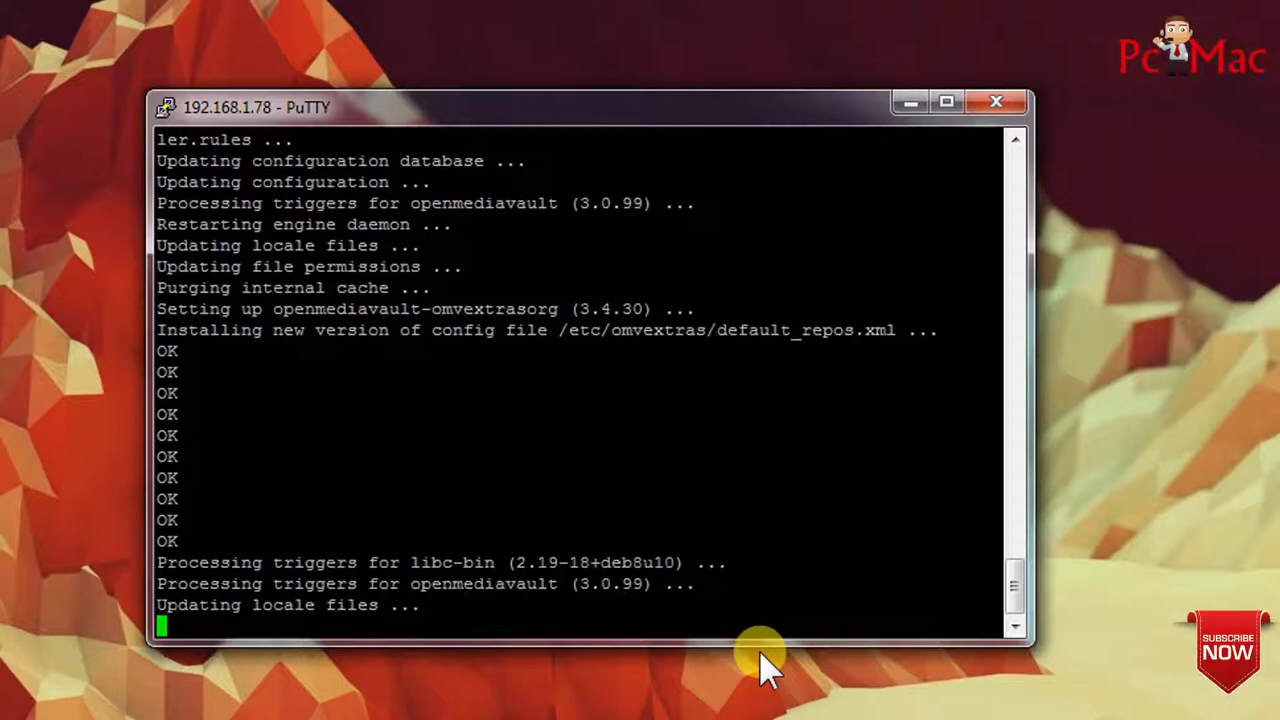 Pc Mac
192.168.1.78 - PuTTY
ler.rules ...
Updating configuration database ...
Updating configuration ...
Processing triggers for openmediavault (3.0.99) ...
Restarting engine daemon ...
Updating locale files ...
Updating file permissions ...
Purging internal cache ...
Setting up openmediavault-omvextrasorg (3.4.30) ...
Installing new version of config file /etc/omvextras/default_repos.xml ...
OK
OK
OK
OK
OK
OK
OK
OK
OK
OK
Processing triggers for libc-bin (2.19-18+deb8u10) ...
Processing triggers for openmediavault (3.0.99) ...
Updating locale files ...
SUBSCRIBE
NOW